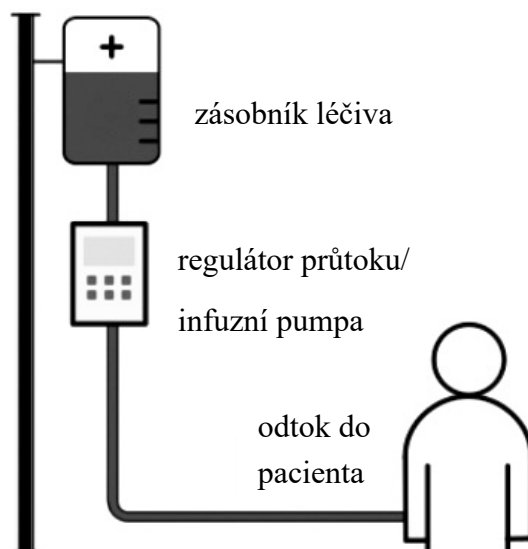 zásobník léčiva
regulátor průtoku/
infuzní pumpa
odtok do
pacienta